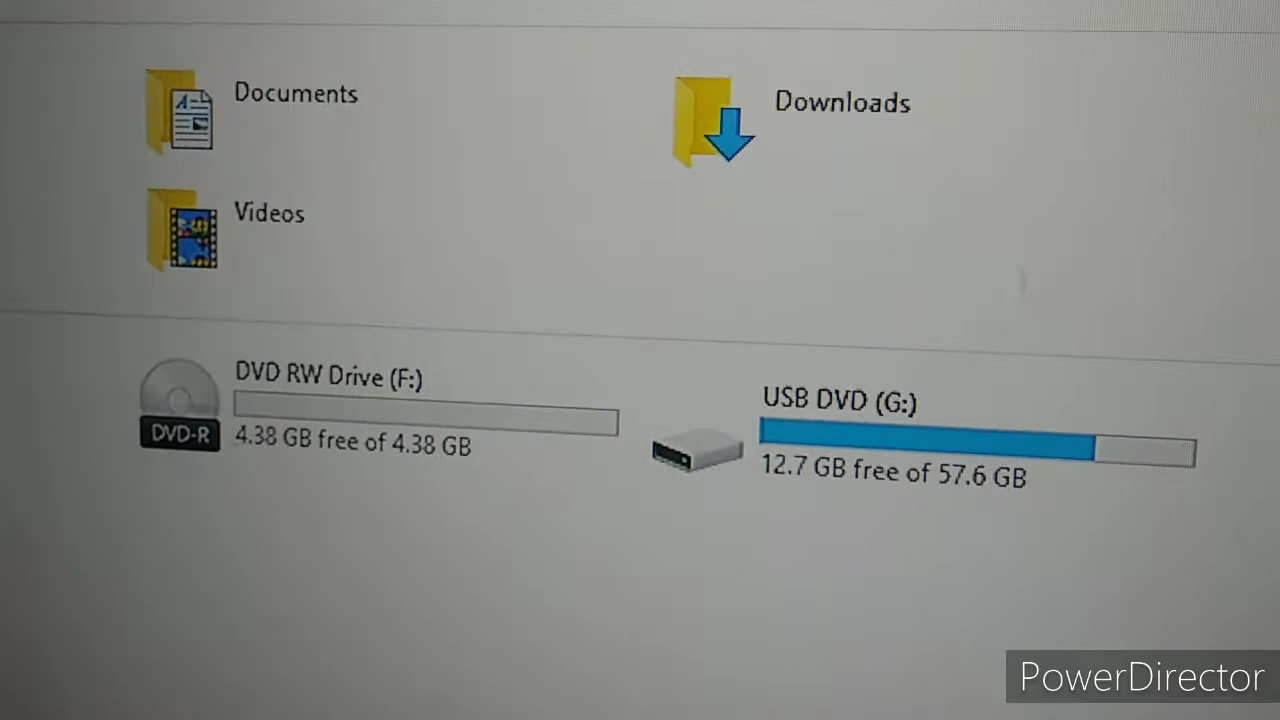 Documents
Downloads
Videos
DVD RW Drive (F:)
DVD-R
4.38 GB free of 4.38 GB
USB DVD (G:)
12.7 GB free of 57.6 GB
PowerDirector